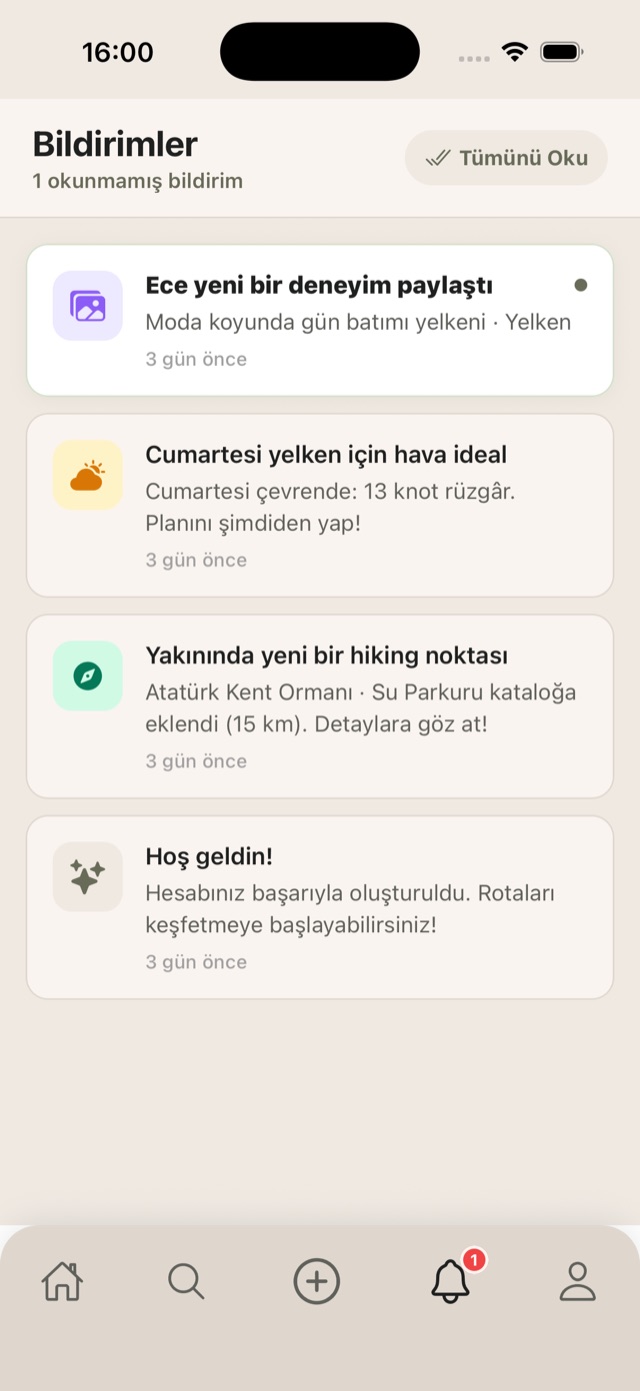 16:00
Bildirimler
1 okunmamış bildirim
Tümünü Oku
Ece yeni bir deneyim paylaştı
Moda koyunda gün batımı yelkeni · Yelken
3 gün önce
Cumartesi yelken için hava ideal
Cumartesi çevrende: 13 knot rüzgâr.
Planını şimdiden yap!
3 gün önce
Yakınında yeni bir hiking noktası
Atatürk Kent Ormanı · Su Parkuru kataloğa
eklendi (15 km). Detaylara göz at!
3 gün önce
Hoş geldin!
Hesabınız başarıyla oluşturuldu. Rotaları
keşfetmeye başlayabilirsiniz!
3 gün önce
1